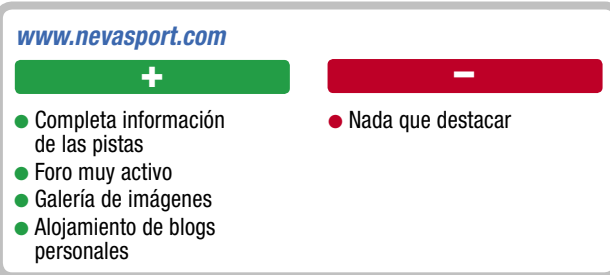 www.nevasport.com
+
Completa información
de las pistas
Foro muy activo
Galería de imágenes
Alojamiento de blogs
personales
–
Nada que destacar